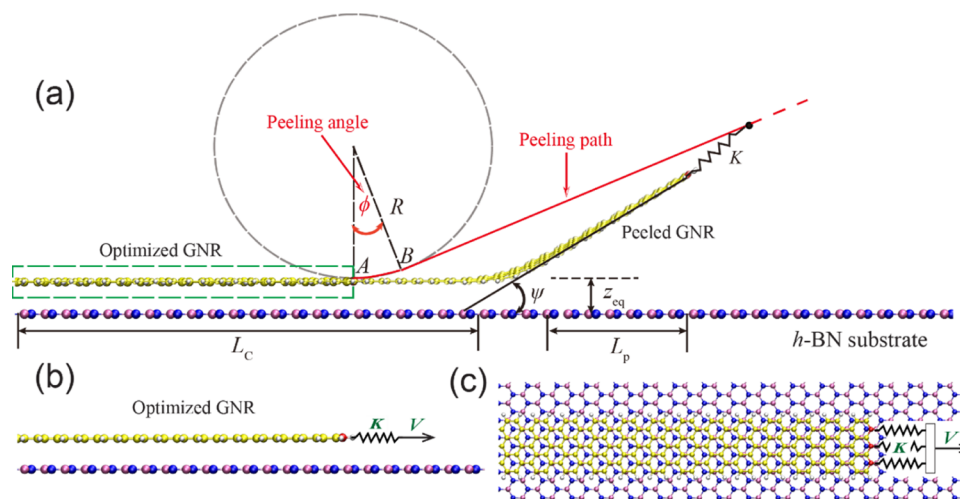 (a)
Peeling angle
Peeling path
K
ϕ
R
Peeled GNR
Optimized GNR
A
B
ψ
z_eq
L_C
L_p
h-BN substrate
(b)
Optimized GNR
K
V
(c)
K
V